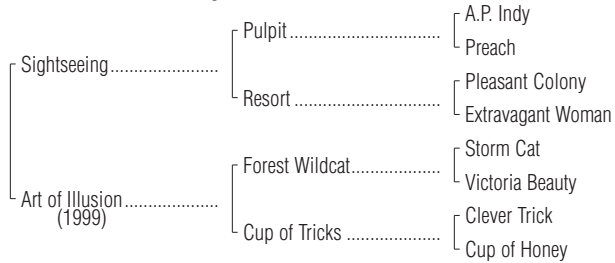 A.P. Indy
Pulpit
Preach
Sightseeing
Pleasant Colony
Resort
Extravagant Woman
Storm Cat
Forest Wildcat
Victoria Beauty
Art of Illusion
(1999)
Clever Trick
Cup of Tricks
Cup of Honey